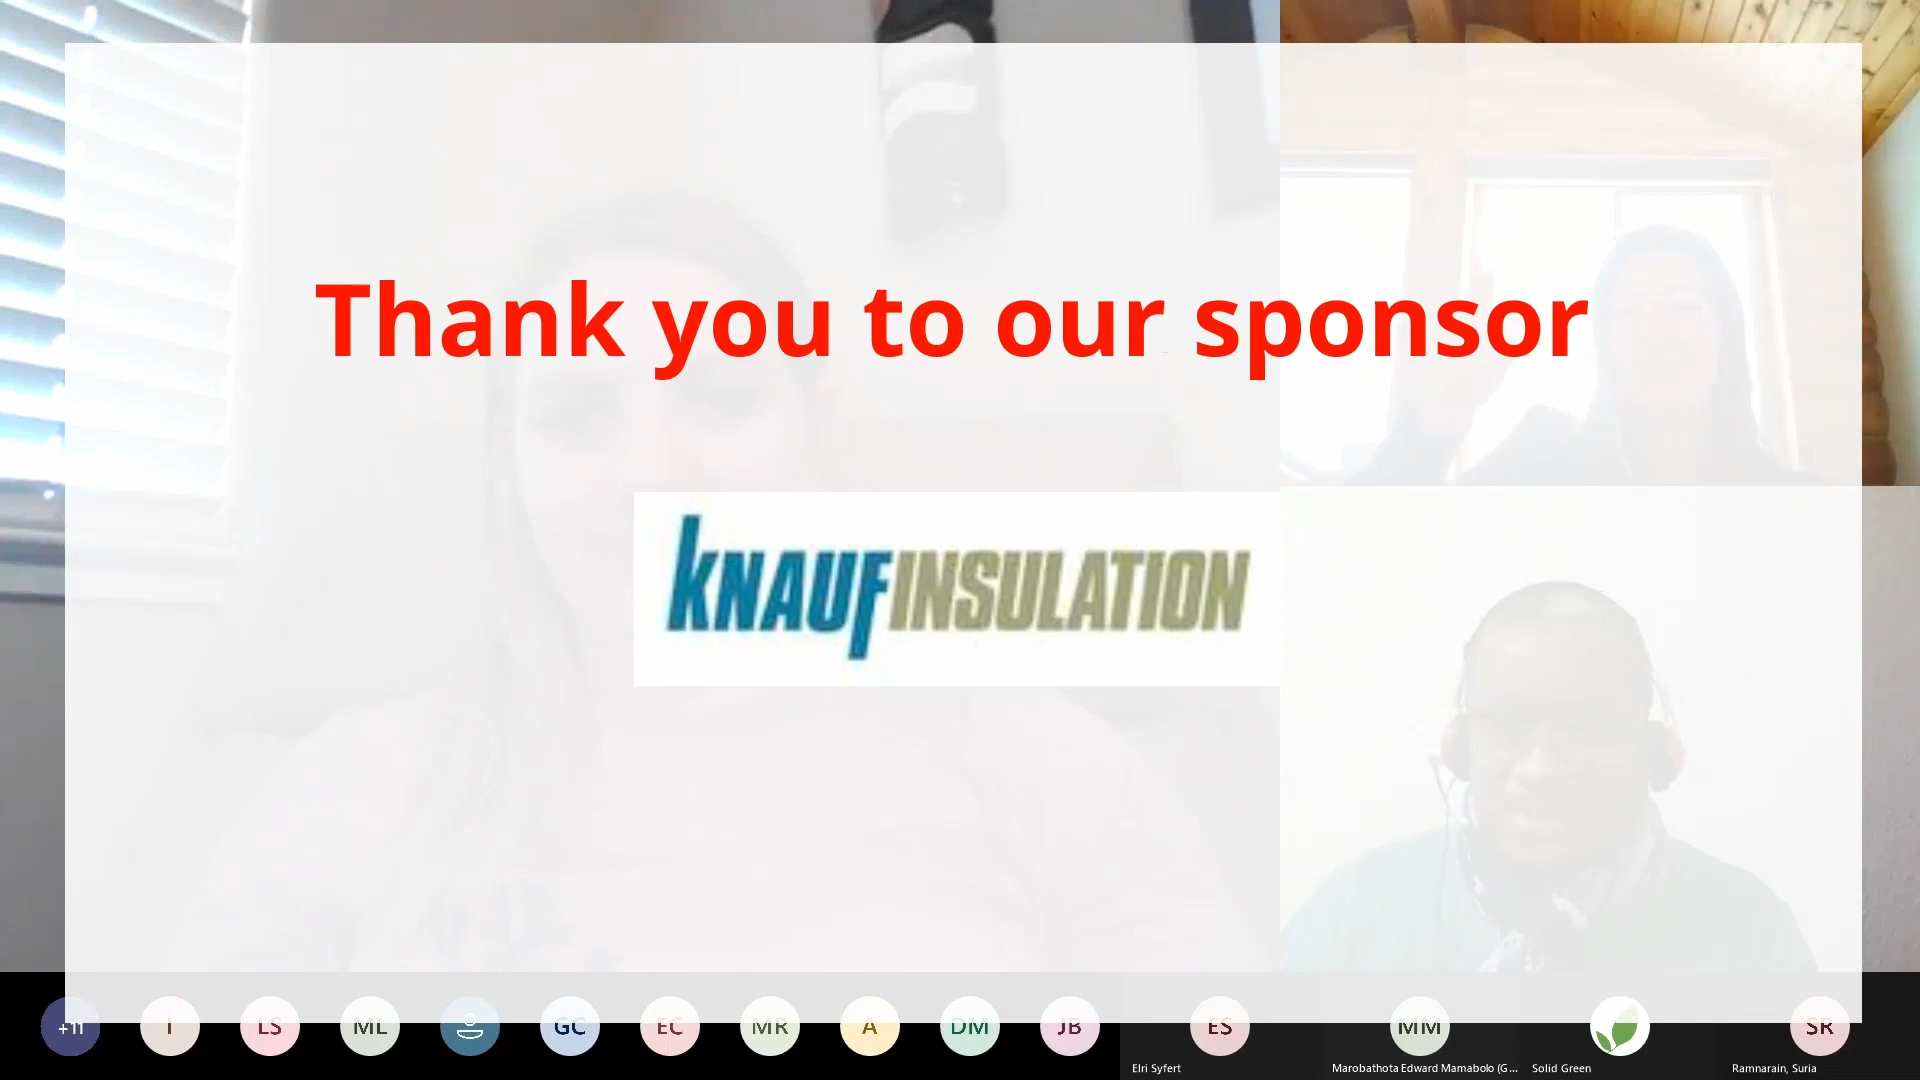 Thank you to our sponsor
KNAUFINSULATION
+11
I
LS
ML
GC
EC
MR
A
DM
JB
ES
MM
SR
Elri Syfert
Marobathota Edward Mamabolo (G...
Solid Green
Ramnarain, Suria